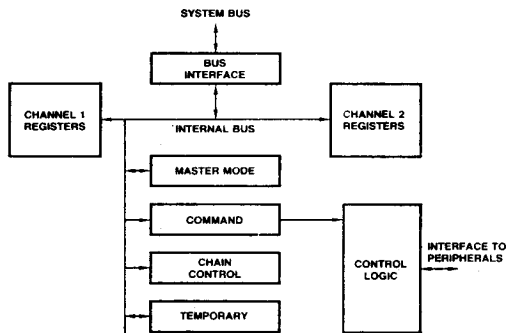 SYSTEM BUS
BUS
INTERFACE
CHANNEL 1
REGISTERS
INTERNAL BUS
CHANNEL 2
REGISTERS
MASTER MODE
COMMAND
CHAIN
CONTROL
TEMPORARY
CONTROL
LOGIC
INTERFACE TO
PERIPHERALS